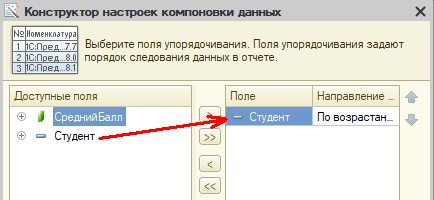 Конструктор настроек компоновки данных
№ Номенклатура
1 1С:Пред...7.7
2 1С:Пред...8.0
3 1С:Пред...8.1
Выберите поля упорядочивания. Поля упорядочивания задают
порядок следования данных в отчете.
Доступные поля
СреднийБалл
Студент
>
>>
<
<<
Поле Направление ...
Студент По возрастан...